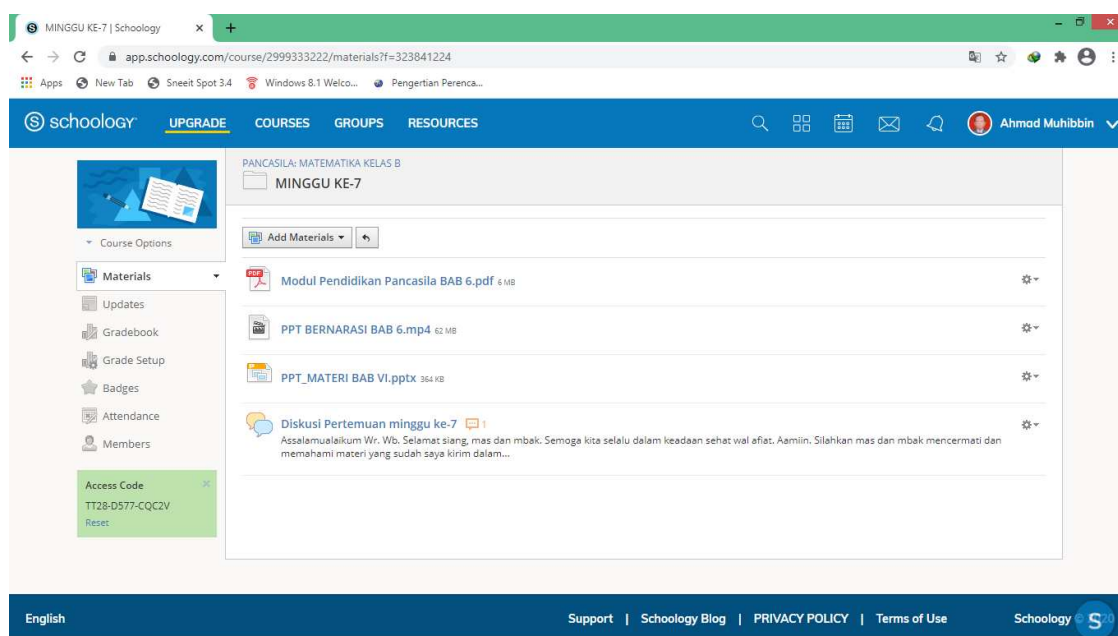 MINGGU KE-7 | Schoology
app.schoology.com/course/2999333222/materials?f=323841224
Apps New Tab Sneeit Spot 3.4 Windows 8.1 Welco... Pengertian Perenca...
schoology UPGRADE COURSES GROUPS RESOURCES Ahmad Muhibbin
PANCASILA: MATEMATIKA KELAS B
MINGGU KE-7
Course Options
Add Materials
Materials
Updates
Gradebook
Grade Setup
Badges
Attendance
Members
Access Code
TT28-D577-CQC2V
Reset
PDF
Modul Pendidikan Pancasila BAB 6.pdf 6 MB
PPT BERNARASI BAB 6.mp4 62 MB
PPT_MATERI BAB VI.pptx 364 KB
Diskusi Pertemuan minggu ke-7 1
Assalamualaikum Wr. Wb. Selamat siang, mas dan mbak. Semoga kita selalu dalam keadaan sehat wal afiat. Aamiin. Silahkan mas dan mbak mencermati dan
memahami materi yang sudah saya kirim dalam...
English Support | Schoology Blog | PRIVACY POLICY | Terms of Use Schoology ©